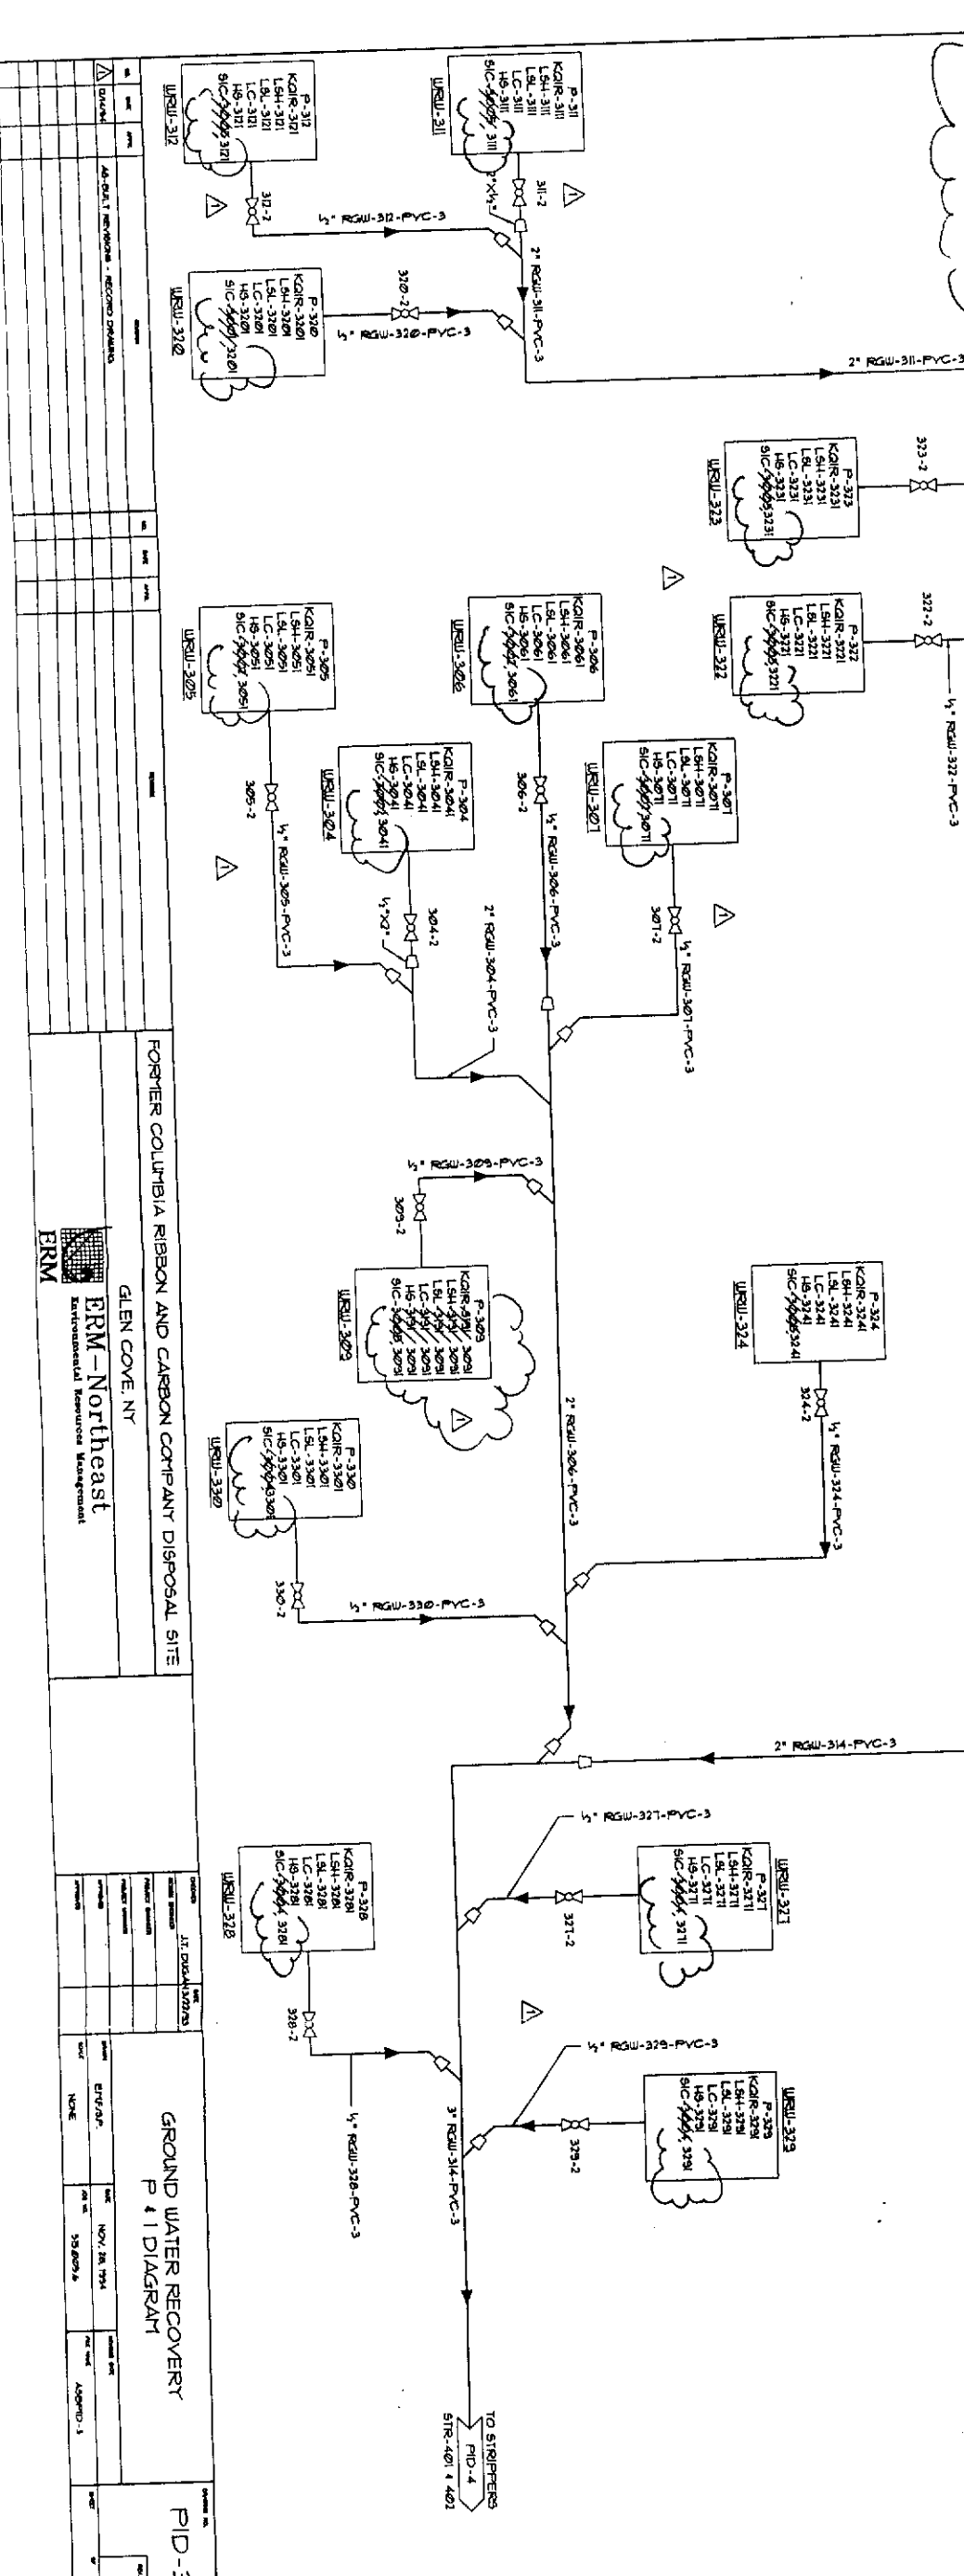 P-312
KQIR-3121
LSH-3121
LSL-3121
LC-3121
HS-3121
WRW-312
312-2
½" RGW-312-PVC-3
P-311
KQIR-3111
LSH-3111
LSL-3111
LC-3111
WRW-311
311-2
2"X½"
2" RGW-311-PVC-3
P-320
KQIR-3201
LSH-3201
LSL-3201
LC-3201
HS-3201
WRW-320
320-2
½" RGW-320-PVC-3
2" RGW-311-PVC-3
P-323
KQIR-3231
LSH-3231
LSL-3231
LC-3231
HS-3231
WRW-323
323-2
P-322
KQIR-3221
LSH-3221
LSL-3221
LC-3221
HS-3221
WRW-322
322-2
½" RGW-322-PVC-3
P-305
KQIR-3051
LSH-3051
LSL-3051
LC-3051
HS-3051
WRW-305
305-2
½" RGW-305-PVC-3
P-306
KQIR-3061
LSH-3061
LSL-3061
LC-3061
HS-3061
WRW-306
306-2
½" RGW-306-PVC-3
P-304
KQIR-3041
LSH-3041
LSL-3041
LC-3041
HS-3041
WRW-304
304-2
½"X2"
2" RGW-304-PVC-3
P-307
KQIR-3071
LSH-3071
LSL-3071
LC-3071
HS-3071
WRW-307
307-2
½" RGW-307-PVC-3
½" RGW-309-PVC-3
309-2
P-309
WRW-309
2" RGW-306-PVC-3
P-324
KQIR-3241
LSH-3241
LSL-3241
LC-3241
HS-3241
WRW-324
324-2
½" RGW-324-PVC-3
P-330
KQIR-3301
LSH-3301
LSL-3301
LC-3301
HS-3301
WRW-330
330-2
½" RGW-330-PVC-3
2" RGW-314-PVC-3
½" RGW-327-PVC-3
WRW-327
P-327
KQIR-3271
LSH-3271
LSL-3271
LC-3271
HS-3271
327-2
P-328
KQIR-3281
LSH-3281
LSL-3281
LC-3281
HS-3281
WRW-328
328-2
½" RGW-328-PVC-3
½" RGW-329-PVC-3
WRW-329
P-329
KQIR-3291
LSH-3291
LSL-3291
LC-3291
HS-3291
329-2
3" RGW-314-PVC-3
PID-4
TO STRIPPERS
STR-401 & 402
AS-BUILT REVISIONS - RECORD DRAWING
FORMER COLUMBIA RIBBON AND CARBON COMPANY DISPOSAL SITE
GLEN COVE, NY
ERM
ERM-Northeast
Environmental Resources Management
J.T. DUGAN
NONE
NOV. 28, 1994
GROUND WATER RECOVERY
P & I DIAGRAM